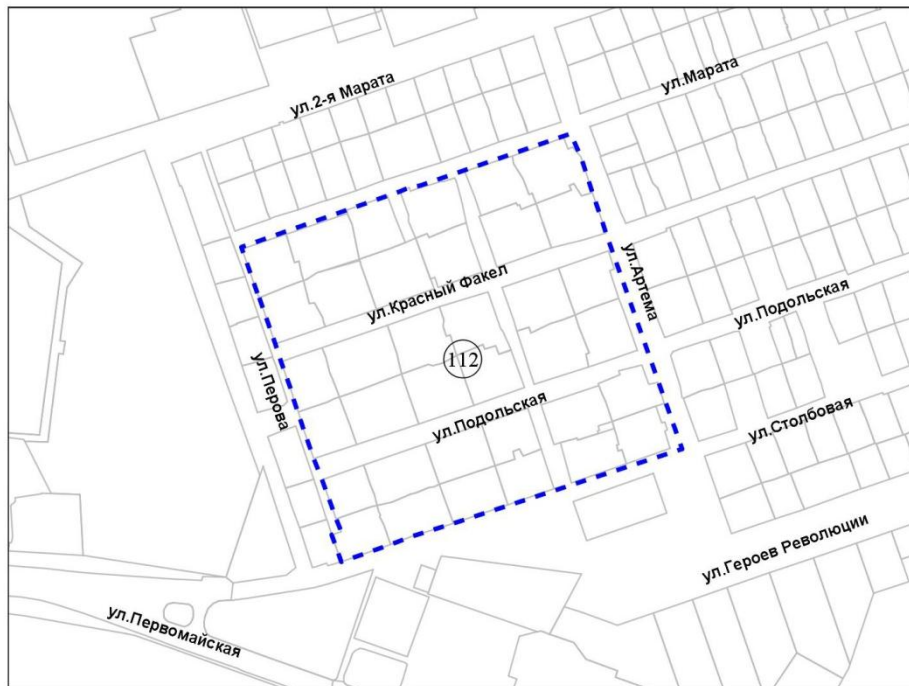 ул.2-я Марата
ул.Марата
ул.Красный Факел
ул.Артема
ул.Подольская
112
ул.Перова
ул.Подольская
ул.Столбовая
ул.Героев Революции
ул.Первомайская